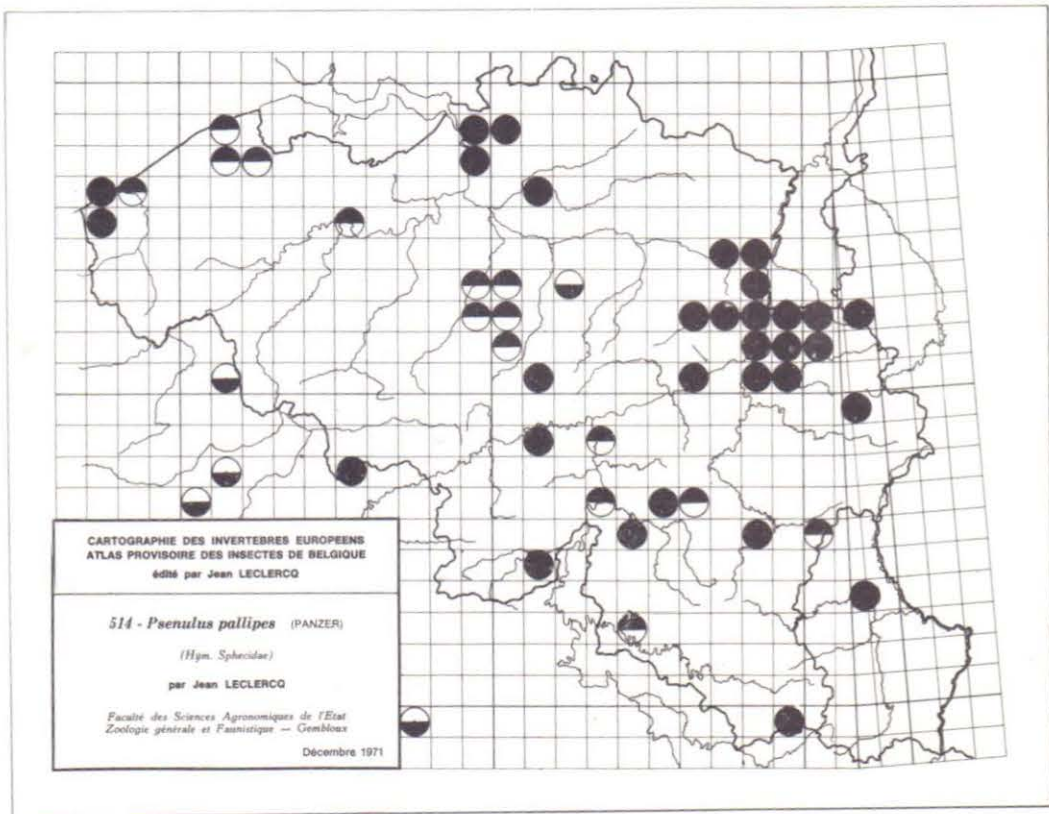 CARTOGRAPHIE DES INVERTEBRES EUROPEENS
ATLAS PROVISOIRE DES INSECTES DE BELGIQUE
édité par Jean LECLERCQ
514 - Psenulus pallipes (PANZER)
(Hym. Sphecidae)
par Jean LECLERCQ
Faculté des Sciences Agronomiques de l'Etat
Zoologie générale et Faunistique — Gembloux
Décembre 1971